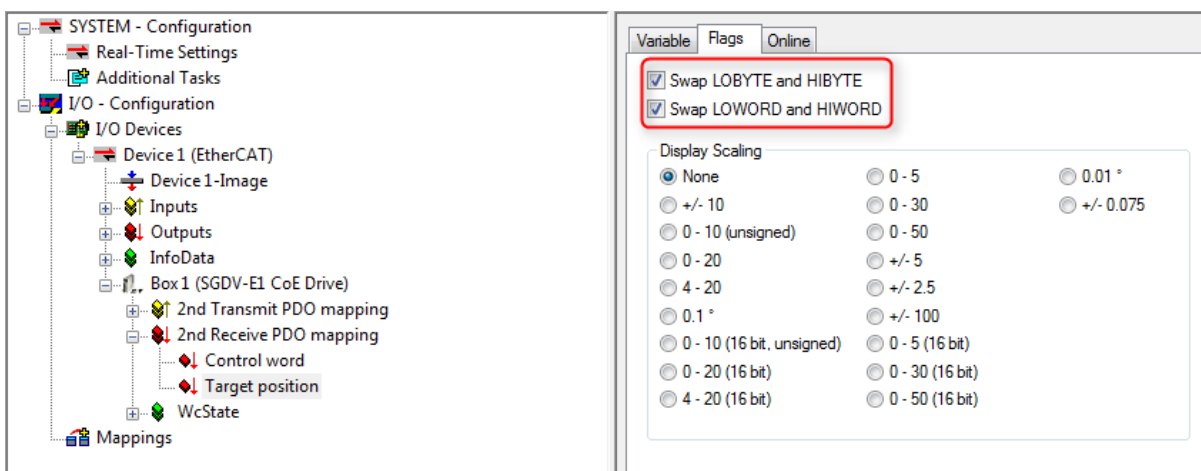 SYSTEM - Configuration
Real-Time Settings
Additional Tasks
I/O - Configuration
I/O Devices
Device 1 (EtherCAT)
Device 1-Image
Inputs
Outputs
InfoData
Box 1 (SGDV-E1 CoE Drive)
2nd Transmit PDO mapping
2nd Receive PDO mapping
Control word
Target position
WcState
Mappings
Variable Flags Online
Swap LOBYTE and HIBYTE
Swap LOWORD and HIWORD
Display Scaling
None 0 - 5 0.01 °
+/- 10 0 - 30 +/- 0.075
0 - 10 (unsigned) 0 - 50
0 - 20 +/- 5
4 - 20 +/- 2.5
0.1 ° +/- 100
0 - 10 (16 bit, unsigned) 0 - 5 (16 bit)
0 - 20 (16 bit) 0 - 30 (16 bit)
4 - 20 (16 bit) 0 - 50 (16 bit)